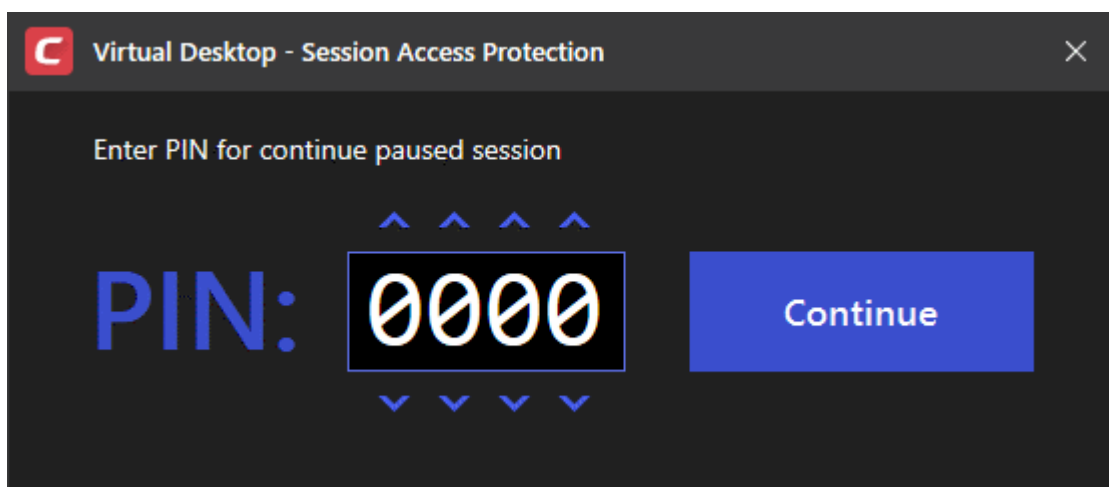 C Virtual Desktop - Session Access Protection
Enter PIN for continue paused session
PIN: 0000 Continue